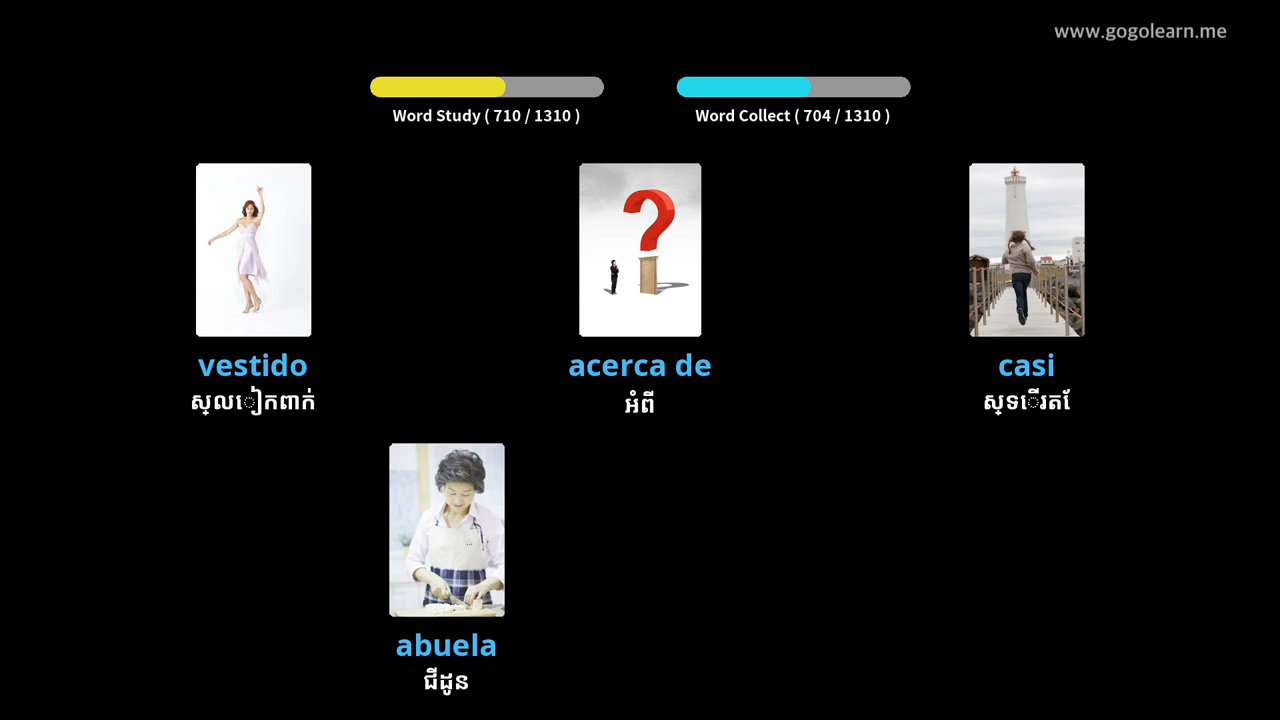 www.gogolearn.me
Word Study ( 710 / 1310 )
Word Collect ( 704 / 1310 )
vestido
ស្លៀកពាក់
acerca de
អំពី
casi
ស្ទើរតែ
abuela
ជីដូន